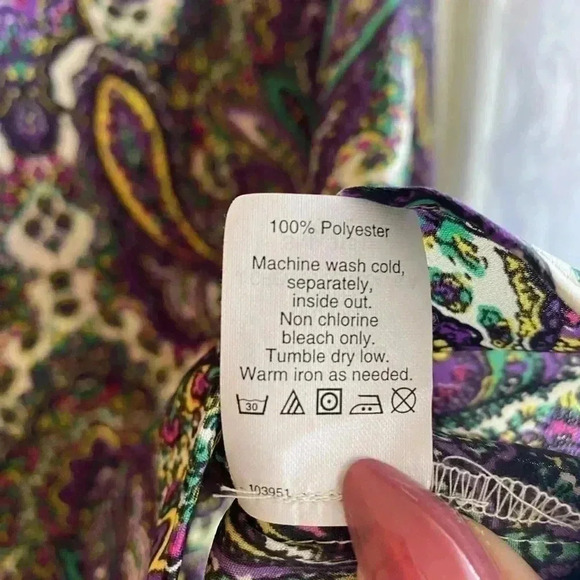 100% Polyester
Machine wash cold,
separately,
inside out.
Non chlorine
bleach only.
Tumble dry low.
Warm iron as needed.
30
103951